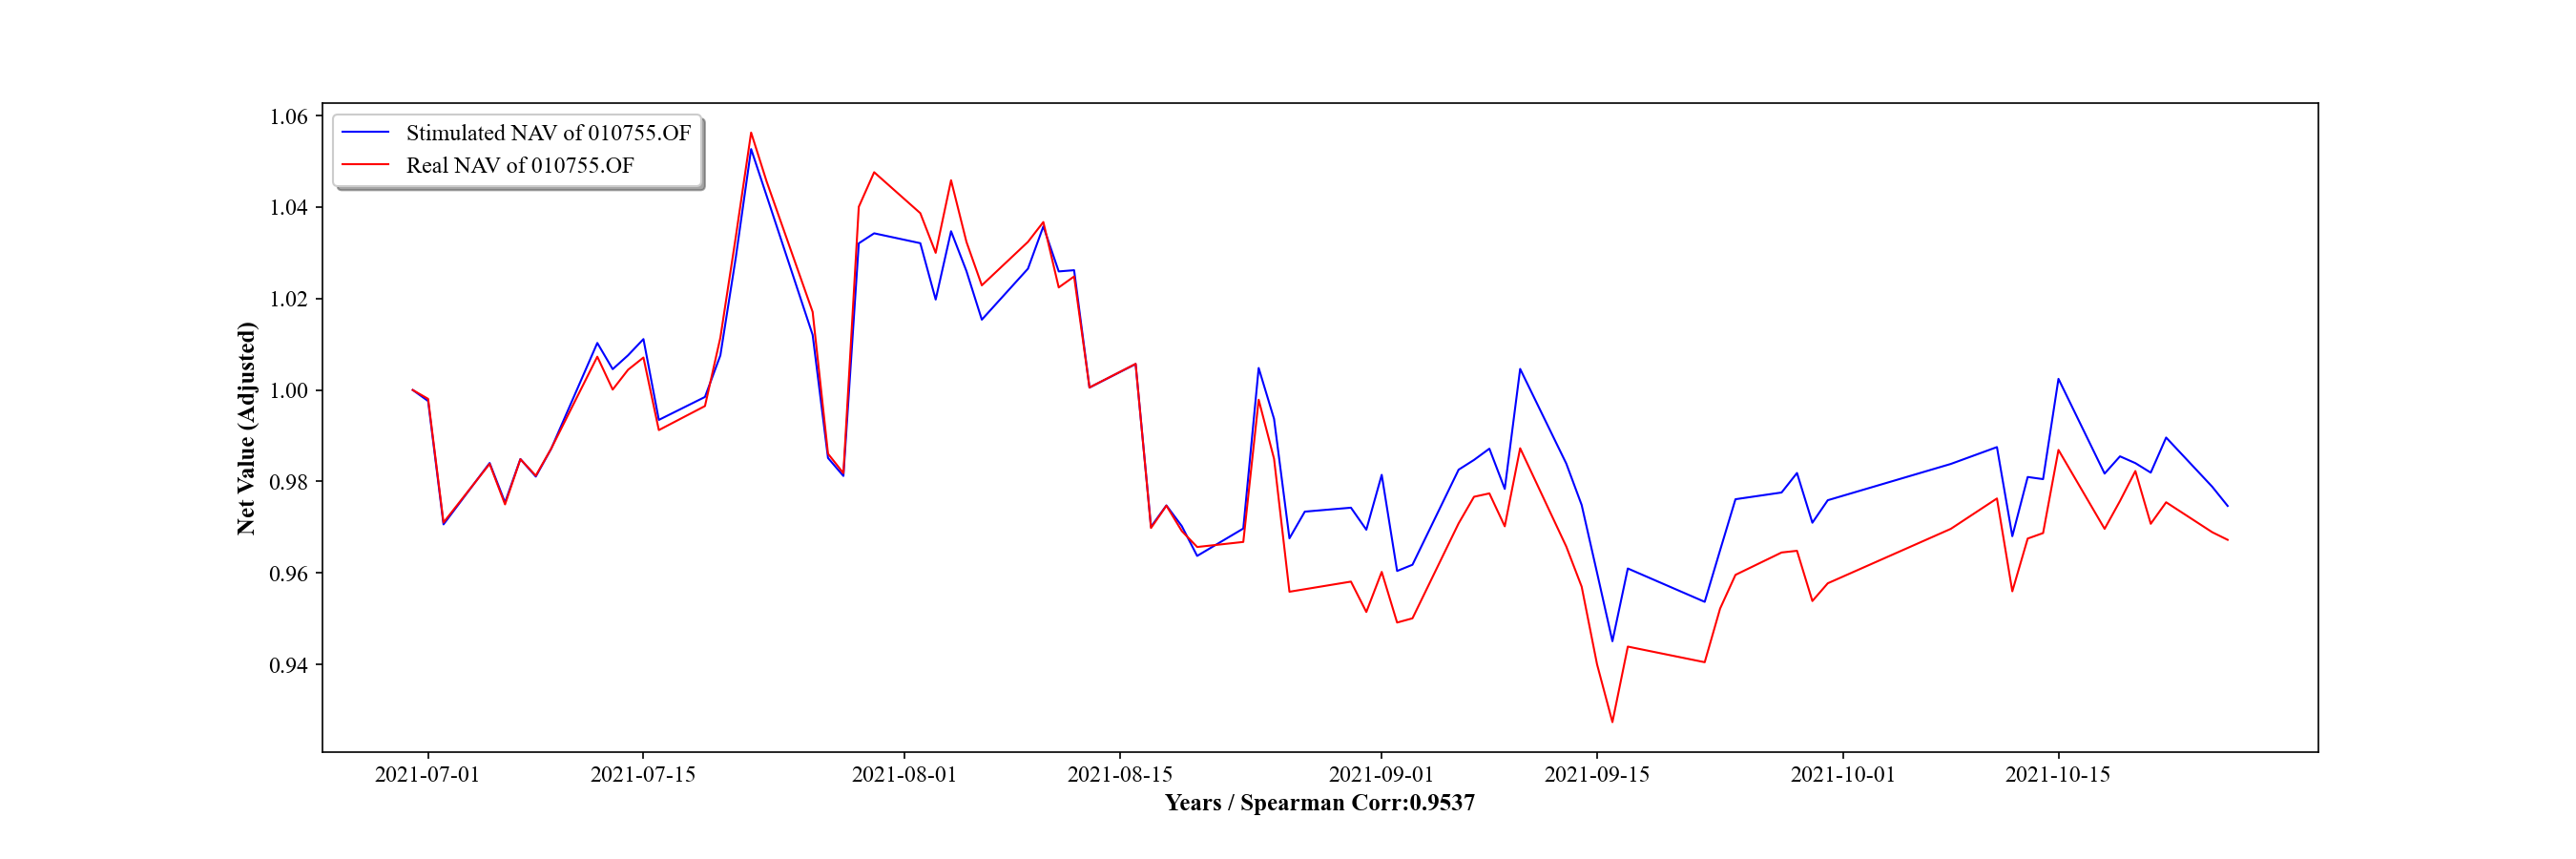 Stimulated NAV of 010755.OF
Real NAV of 010755.OF
1.06
1.04
1.02
1.00
0.98
0.96
0.94
Net Value (Adjusted)
2021-07-01 2021-07-15 2021-08-01 2021-08-15 2021-09-01 2021-09-15 2021-10-01 2021-10-15
Years / Spearman Corr:0.9537